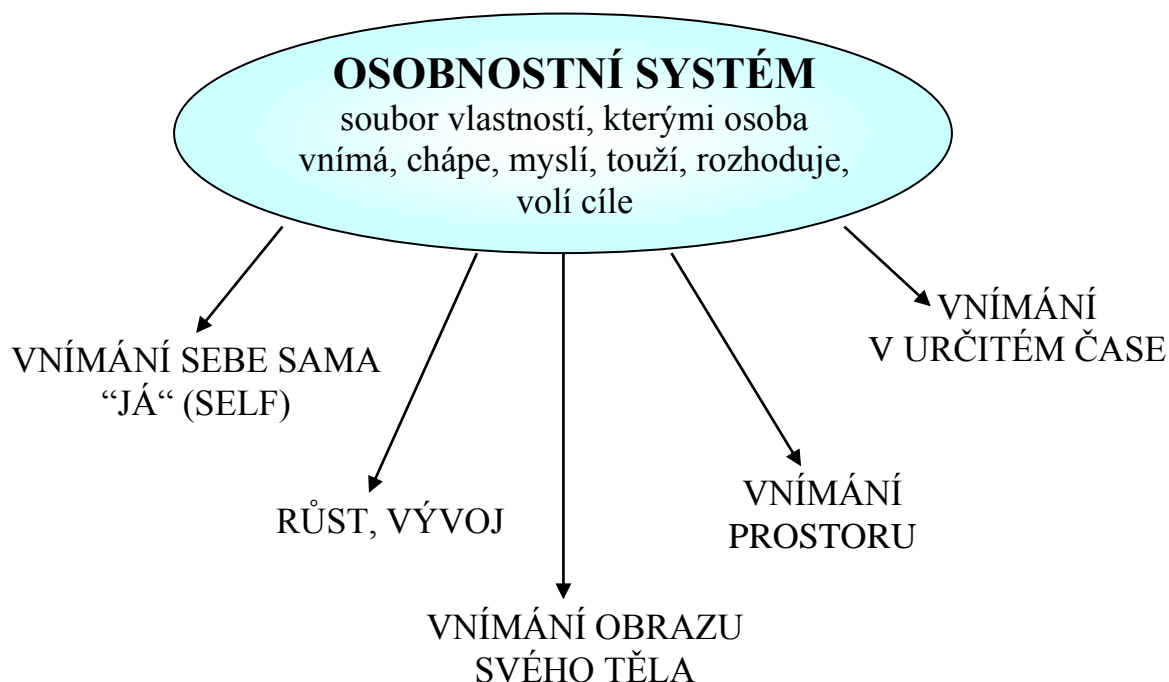 OSOBNOSTNÍ SYSTÉM
soubor vlastností, kterými osoba
vnímá, chápe, myslí, touží, rozhoduje,
volí cíle
VNÍMÁNÍ SEBE SAMA
“JÁ“ (SELF)
RŮST, VÝVOJ
VNÍMÁNÍ OBRAZU
SVÉHO TĚLA
VNÍMÁNÍ
PROSTORU
VNÍMÁNÍ
V URČITÉM ČASE